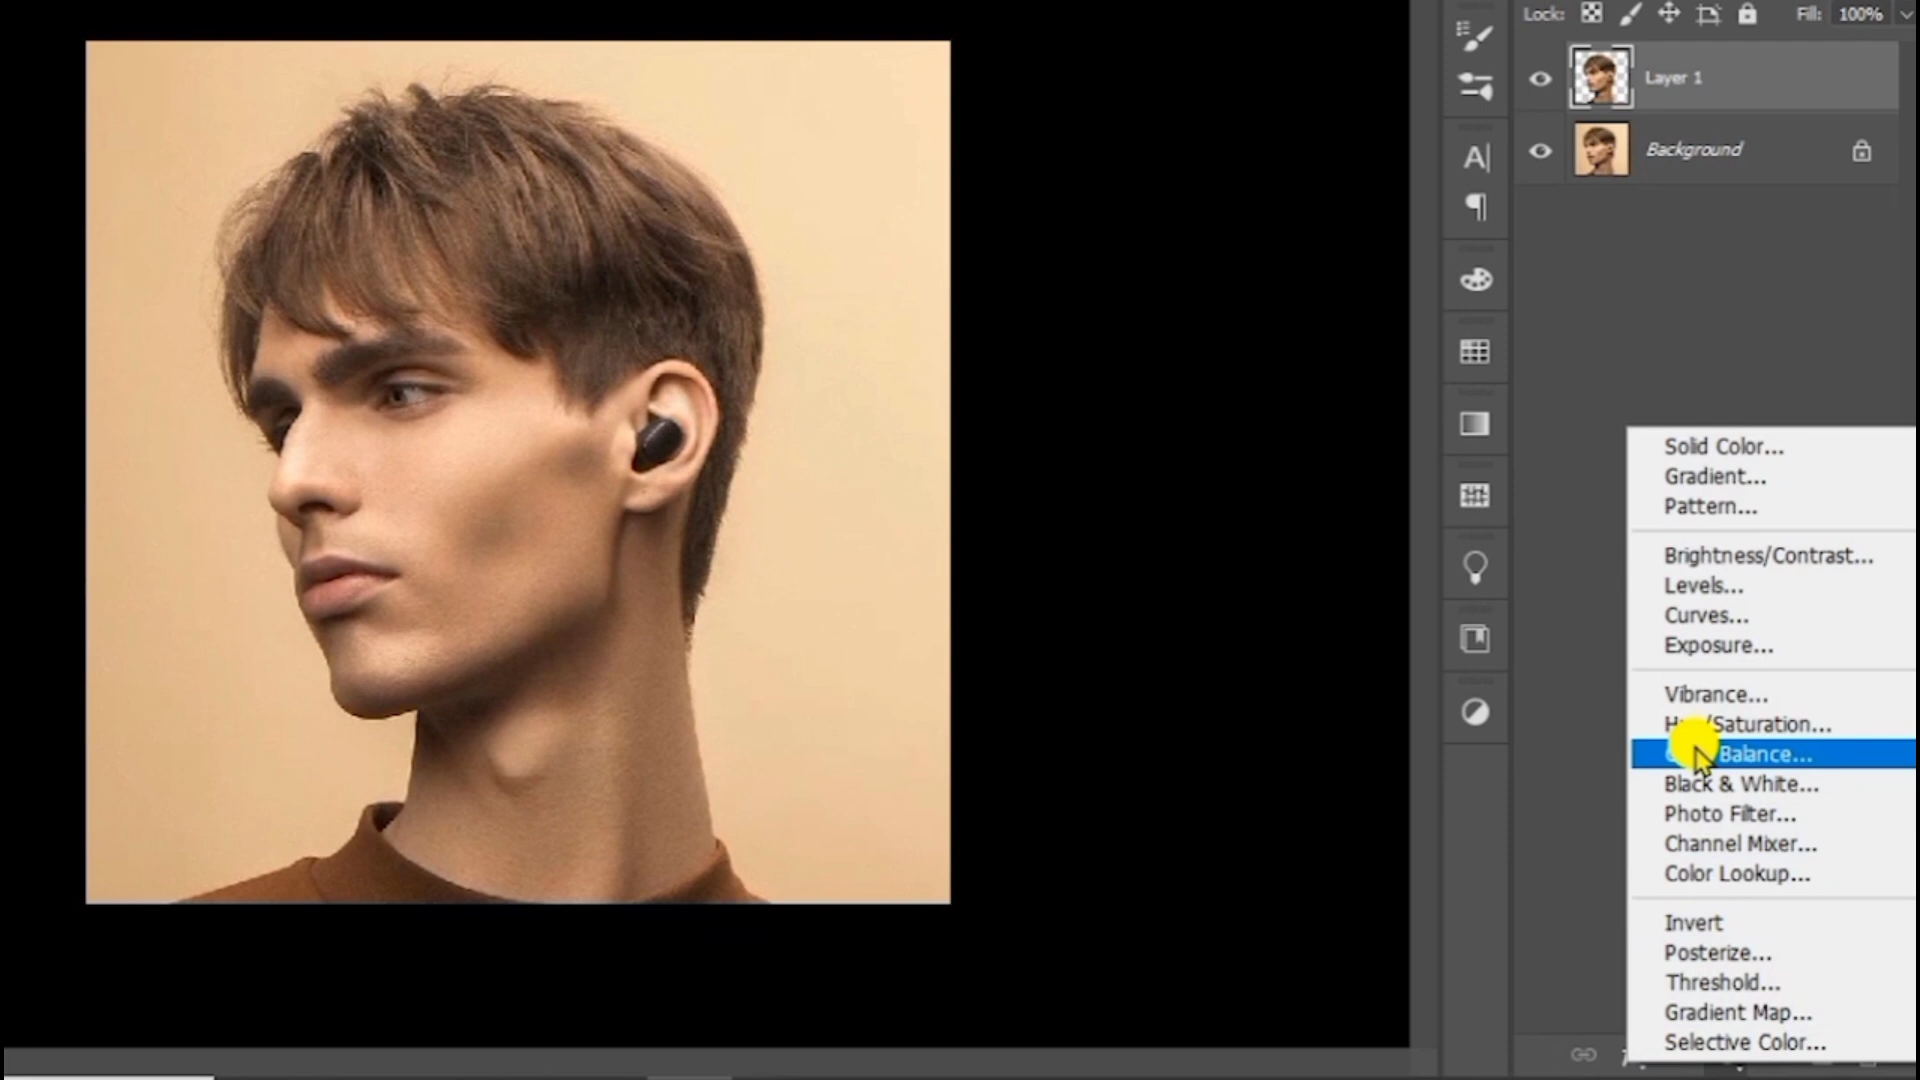 Lock:
Fill: 100%
Layer 1
Background
Solid Color...
Gradient...
Pattern...
Brightness/Contrast...
Levels...
Curves...
Exposure...
Vibrance...
/Saturation...
Balance...
Black & White...
Photo Filter...
Channel Mixer...
Color Lookup...
Invert
Posterize...
Threshold...
Gradient Map...
Selective Color...